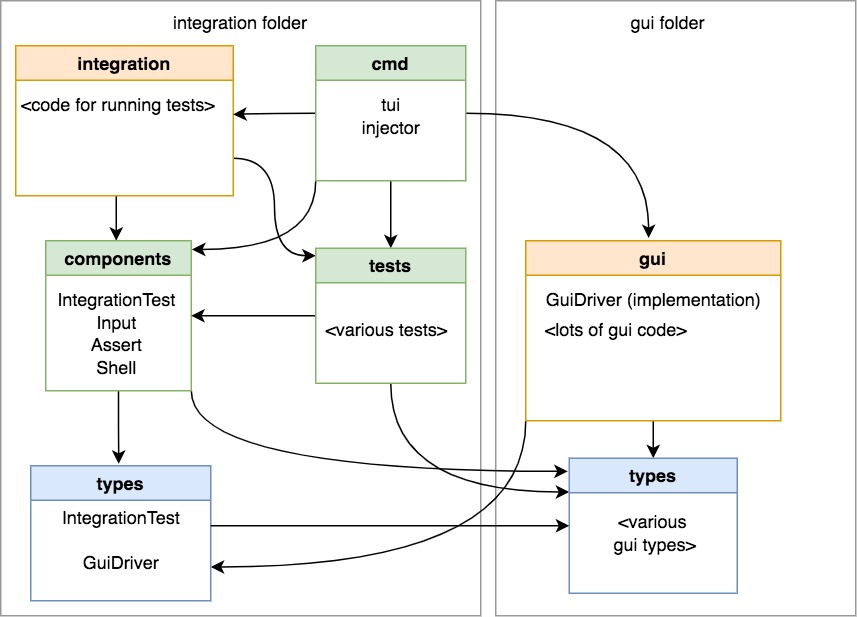 integration folder
gui folder
integration
<code for running tests>
cmd
tui
injector
components
IntegrationTest
Input
Assert
Shell
tests
<various tests>
gui
GuiDriver (implementation)
<lots of gui code>
types
IntegrationTest
GuiDriver
types
<various
gui types>